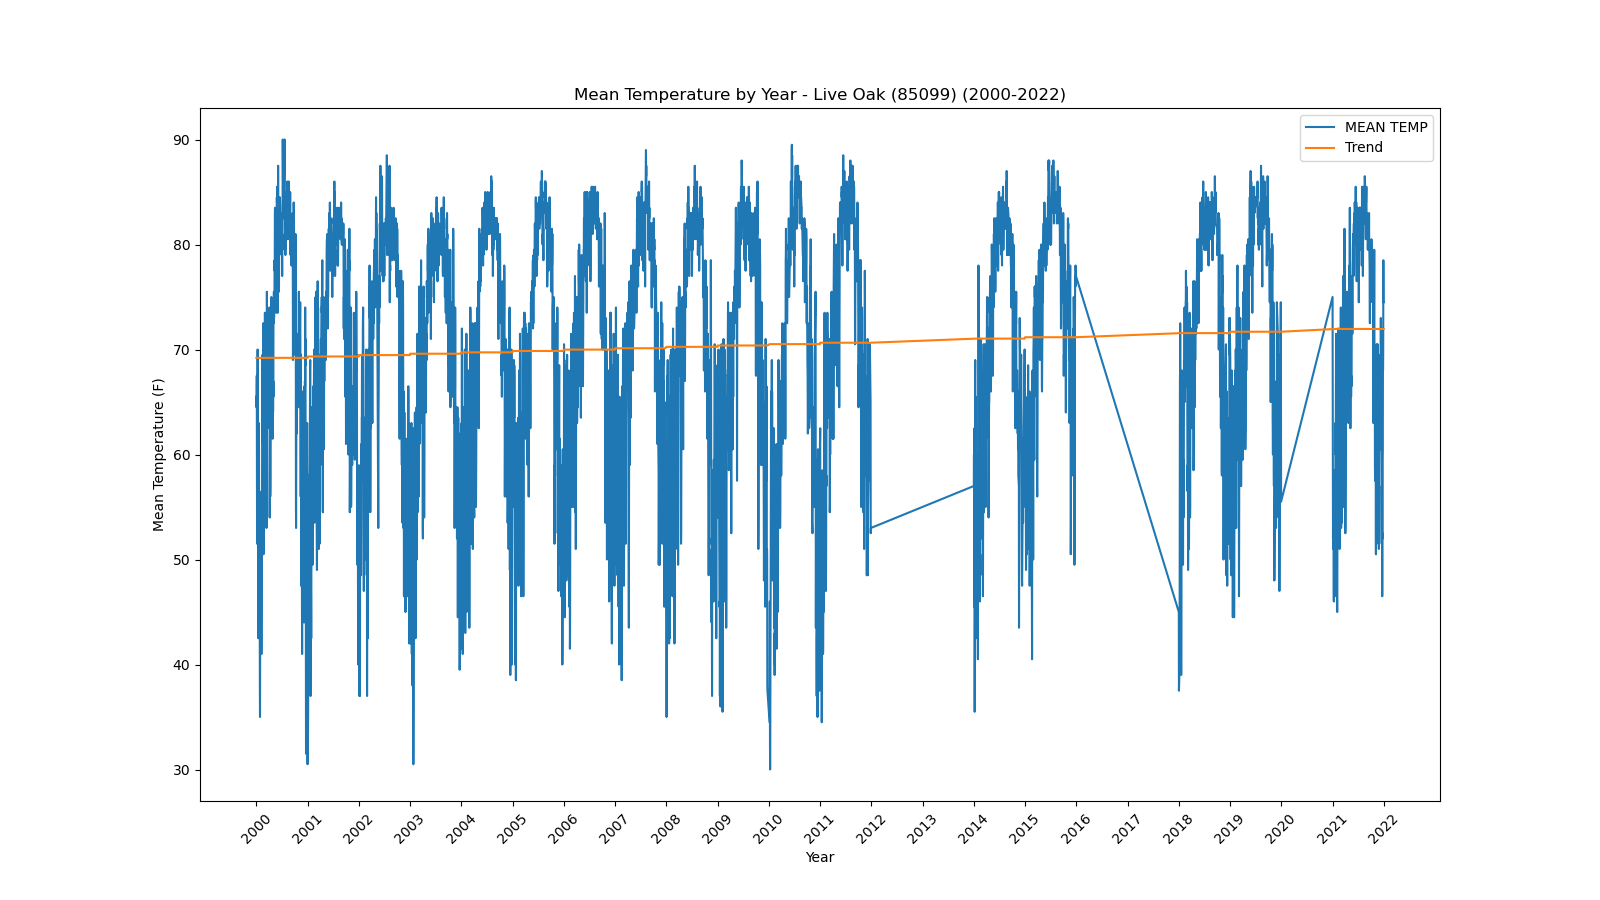 Mean Temperature by Year - Live Oak (85099) (2000-2022)
MEAN TEMP
Trend
Mean Temperature (F)
90
80
70
60
50
40
30
2000 2001 2002 2003 2004 2005 2006 2007 2008 2009 2010 2011 2012 2013 2014 2015 2016 2017 2018 2019 2020 2021 2022
Year